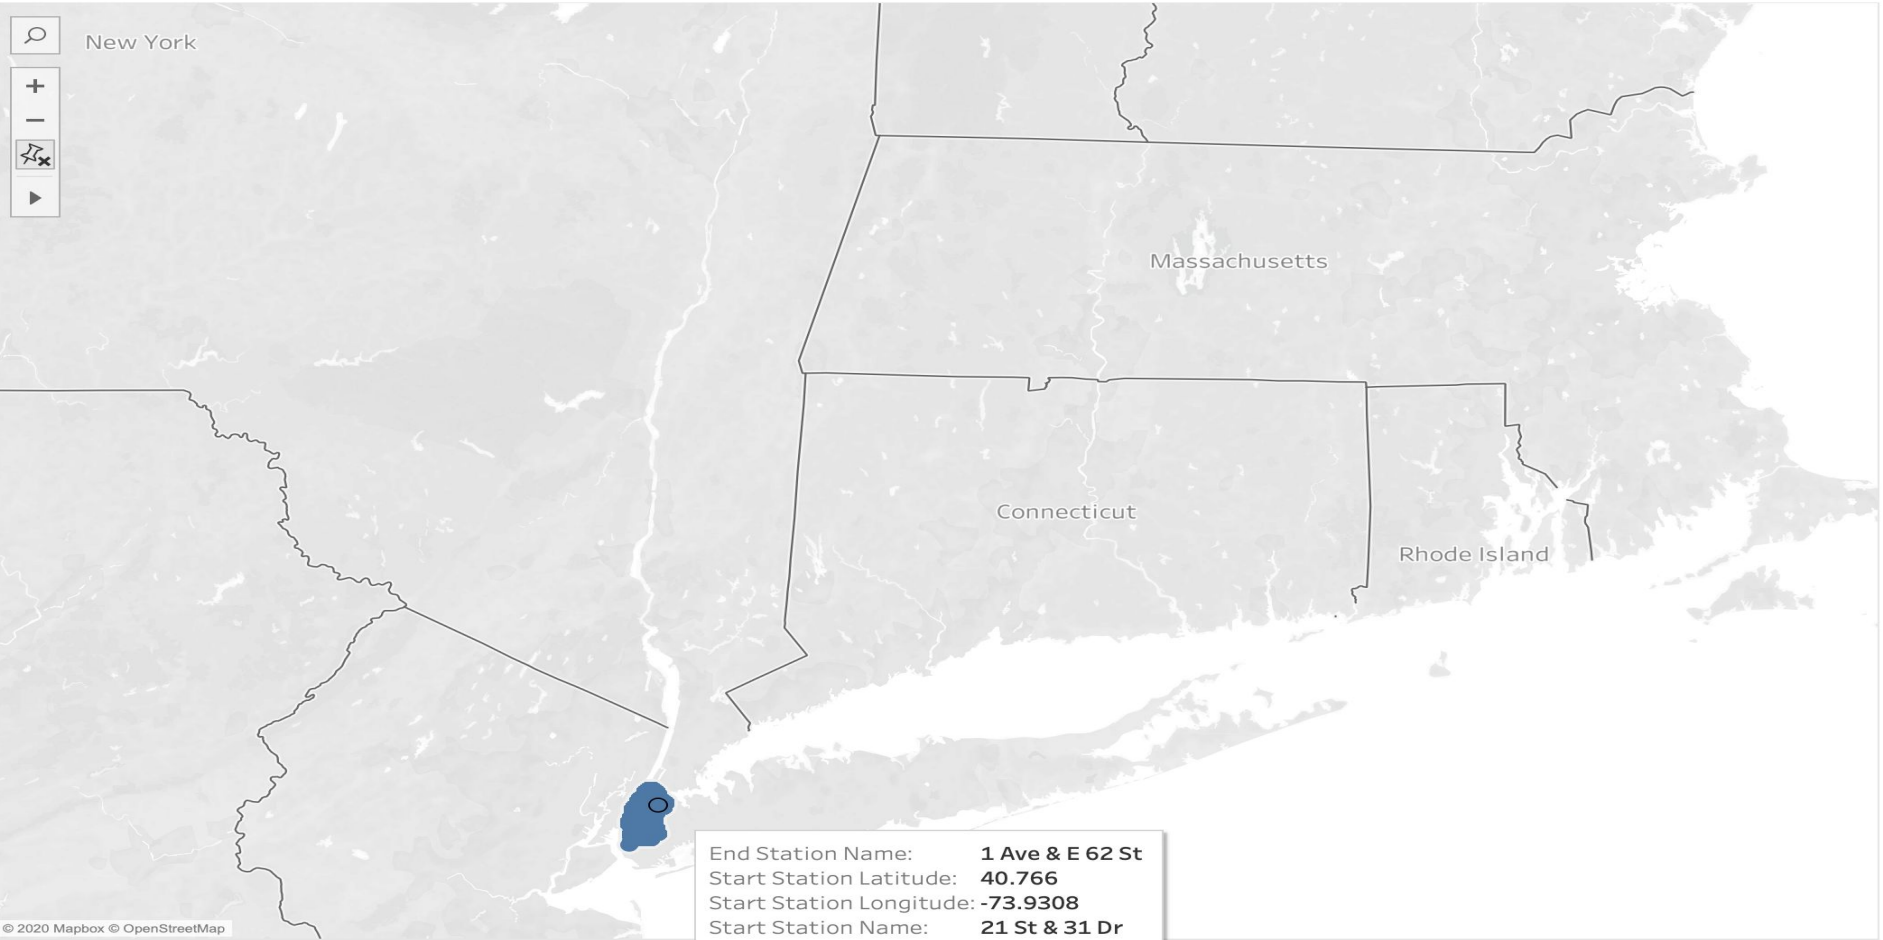 New York
+
−
Massachusetts
Connecticut
Rhode Island
End Station Name: 1 Ave & E 62 St
Start Station Latitude: 40.766
Start Station Longitude: -73.9308
Start Station Name: 21 St & 31 Dr
© 2020 Mapbox © OpenStreetMap